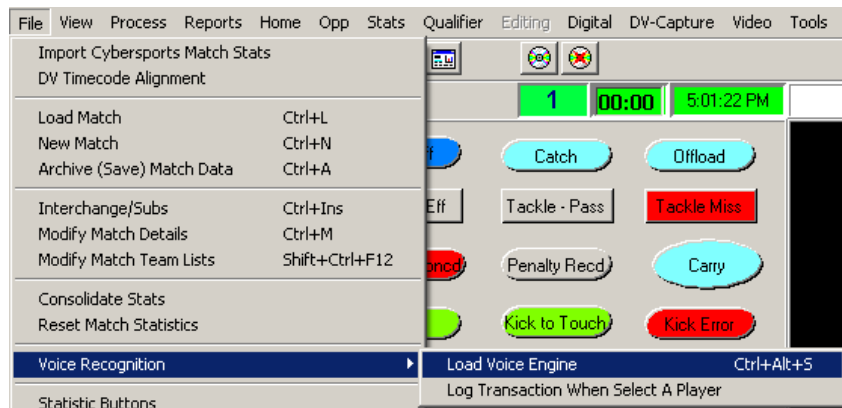 File View Process Reports Home Opp Stats Qualifier Editing Digital DV-Capture Video Tools
Import Cybersports Match Stats
DV Timecode Alignment
1 00:00 5:01:22 PM
Load Match Ctrl+L
New Match Ctrl+N
Archive (Save) Match Data Ctrl+A
Catch Offload
Interchange/Subs Ctrl+Ins
Eff Tackle - Pass Tackle Miss
Modify Match Details Ctrl+M
Modify Match Team Lists Shift+Ctrl+F12
Penalty Recd Carry
Consolidate Stats
Reset Match Statistics
Kick to Touch Kick Error
Voice Recognition Load Voice Engine Ctrl+Alt+S
Log Transaction When Select A Player
Statistic Buttons